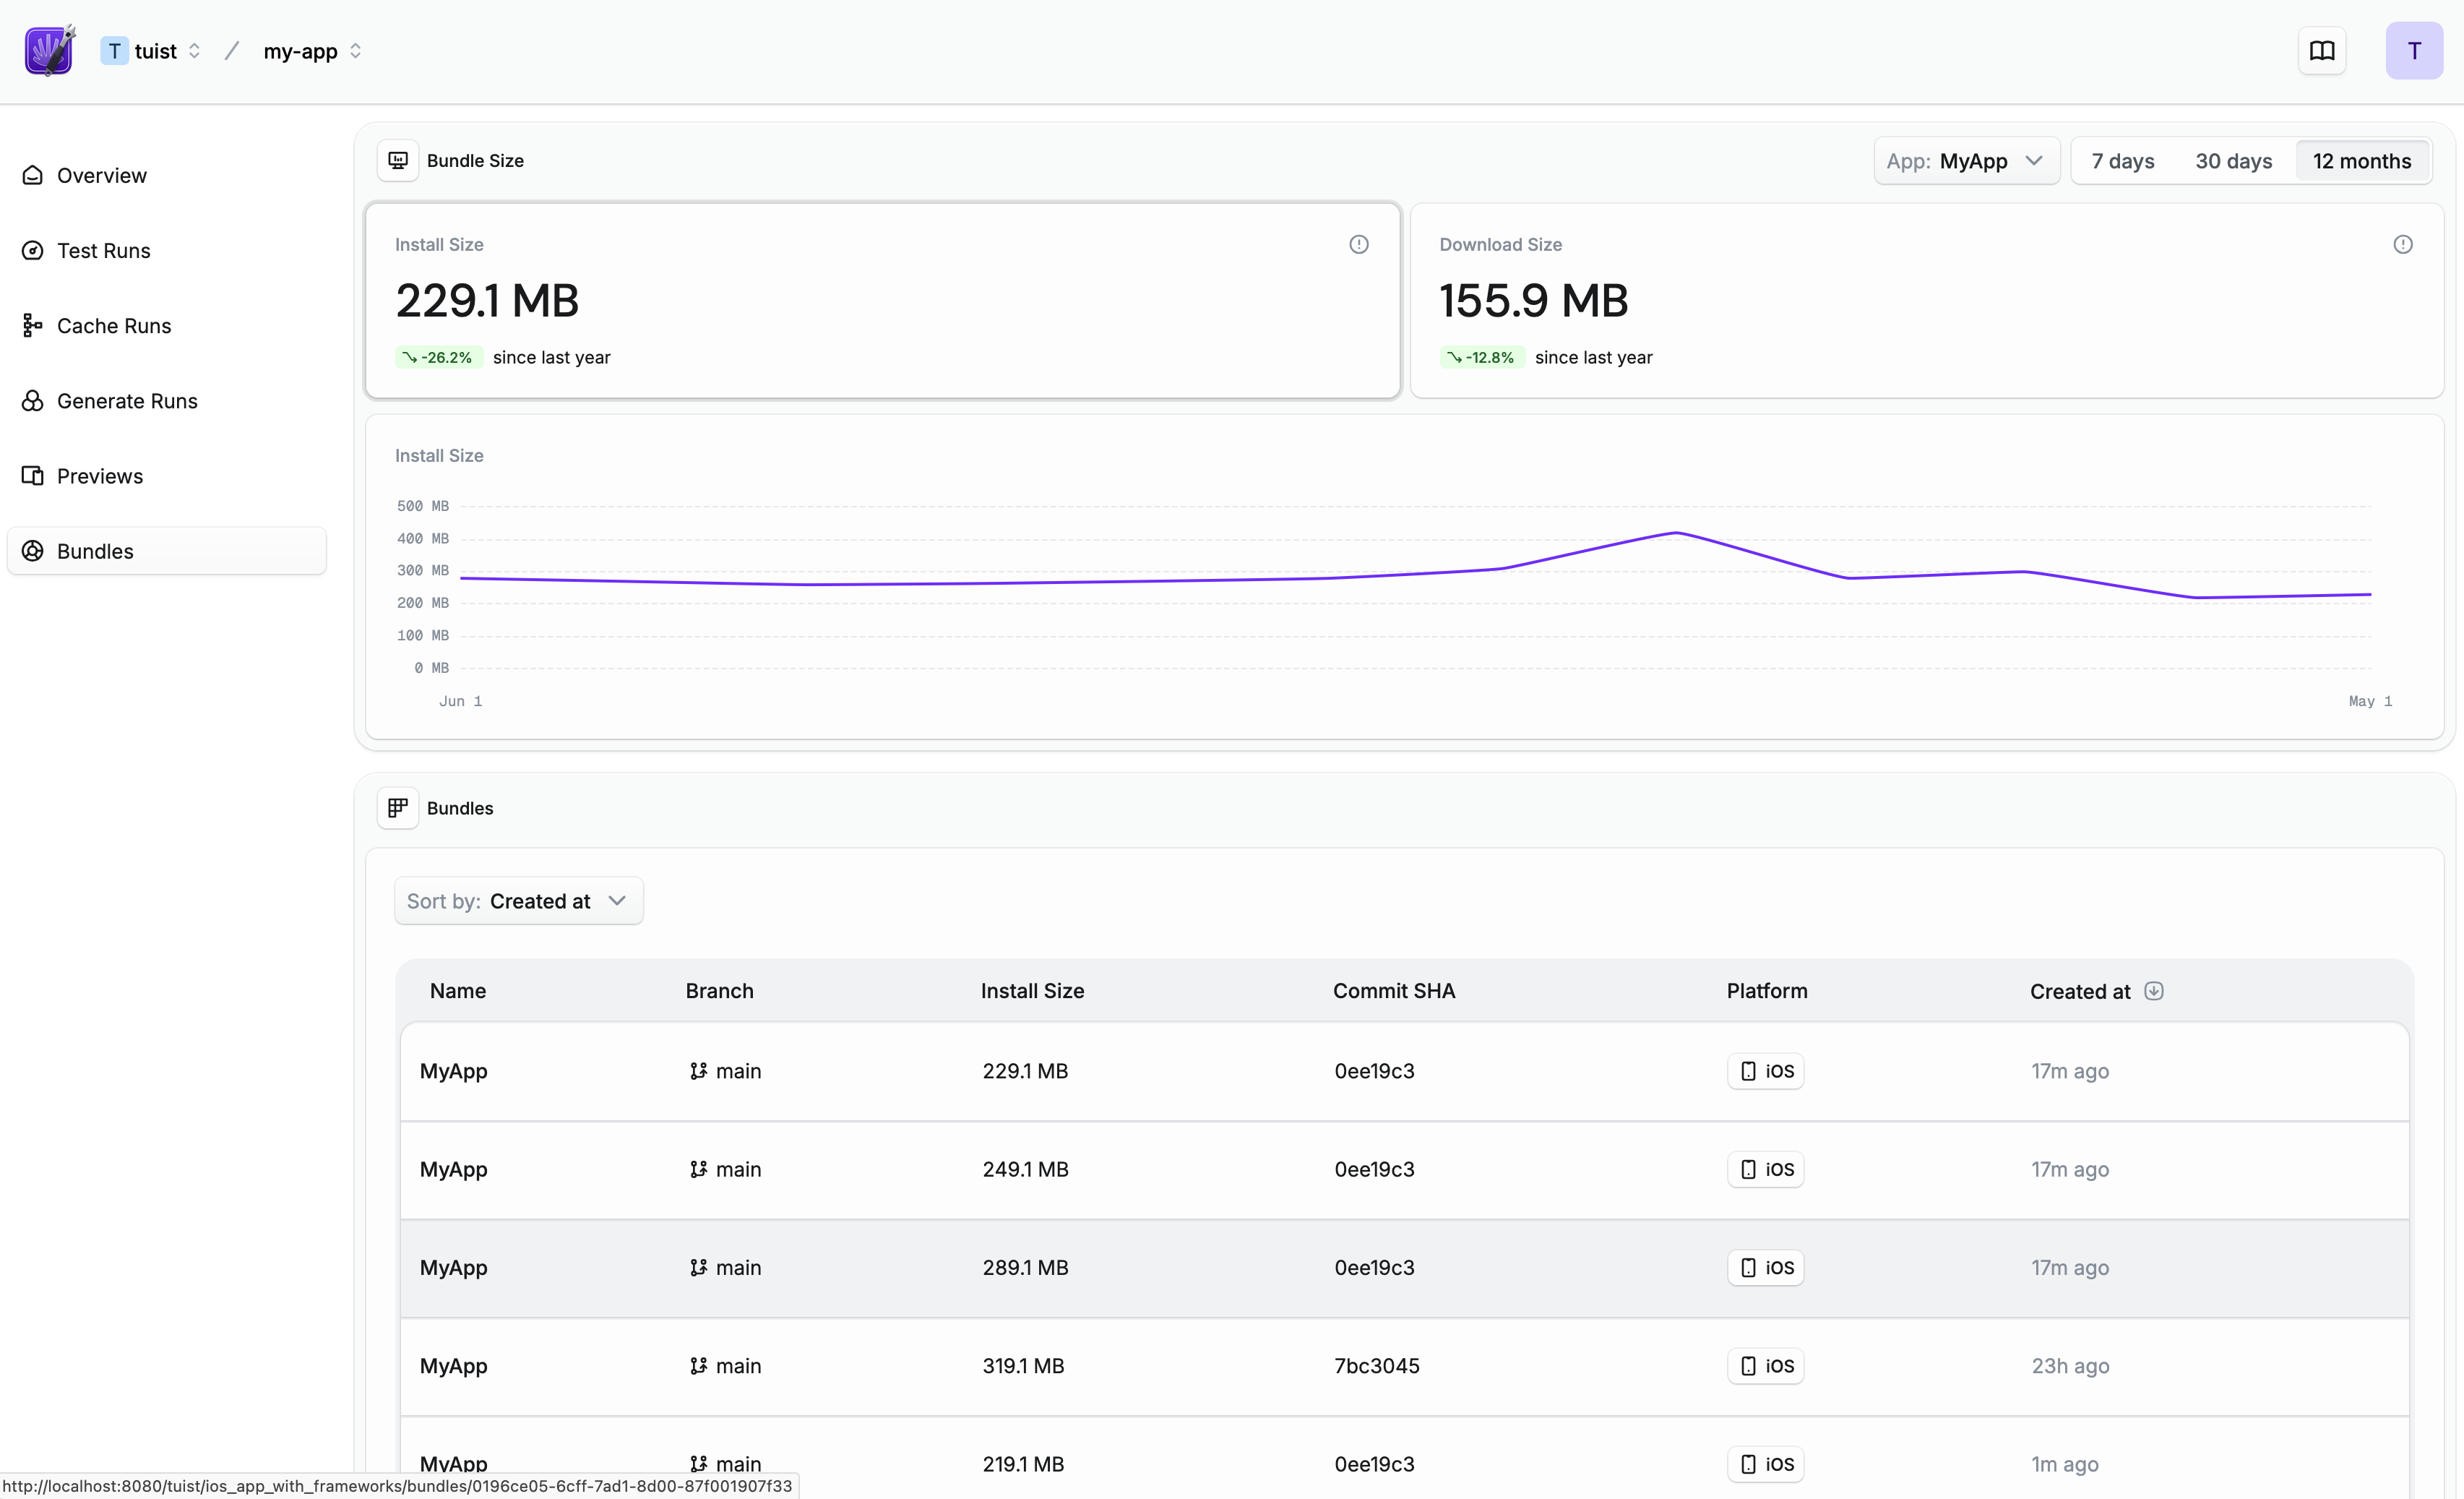 T tuist / my-app
T
Overview
Test Runs
Cache Runs
Generate Runs
Previews
Bundles
Bundle Size
App: MyApp
7 days 30 days 12 months
Install Size
229.1 MB
-26.2% since last year
Download Size
155.9 MB
-12.8% since last year
Install Size
500 MB
400 MB
300 MB
200 MB
100 MB
0 MB
Jun 1 May 1
Bundles
Sort by: Created at
Name Branch Install Size Commit SHA Platform Created at
MyApp main 229.1 MB 0ee19c3 iOS 17m ago
MyApp main 249.1 MB 0ee19c3 iOS 17m ago
MyApp main 289.1 MB 0ee19c3 iOS 17m ago
MyApp main 319.1 MB 7bc3045 iOS 23h ago
MyApp main 219.1 MB 0ee19c3 iOS 1m ago
http://localhost:8080/tuist/ios_app_with_frameworks/bundles/0196ce05-6cff-7ad1-8d00-87f001907f33